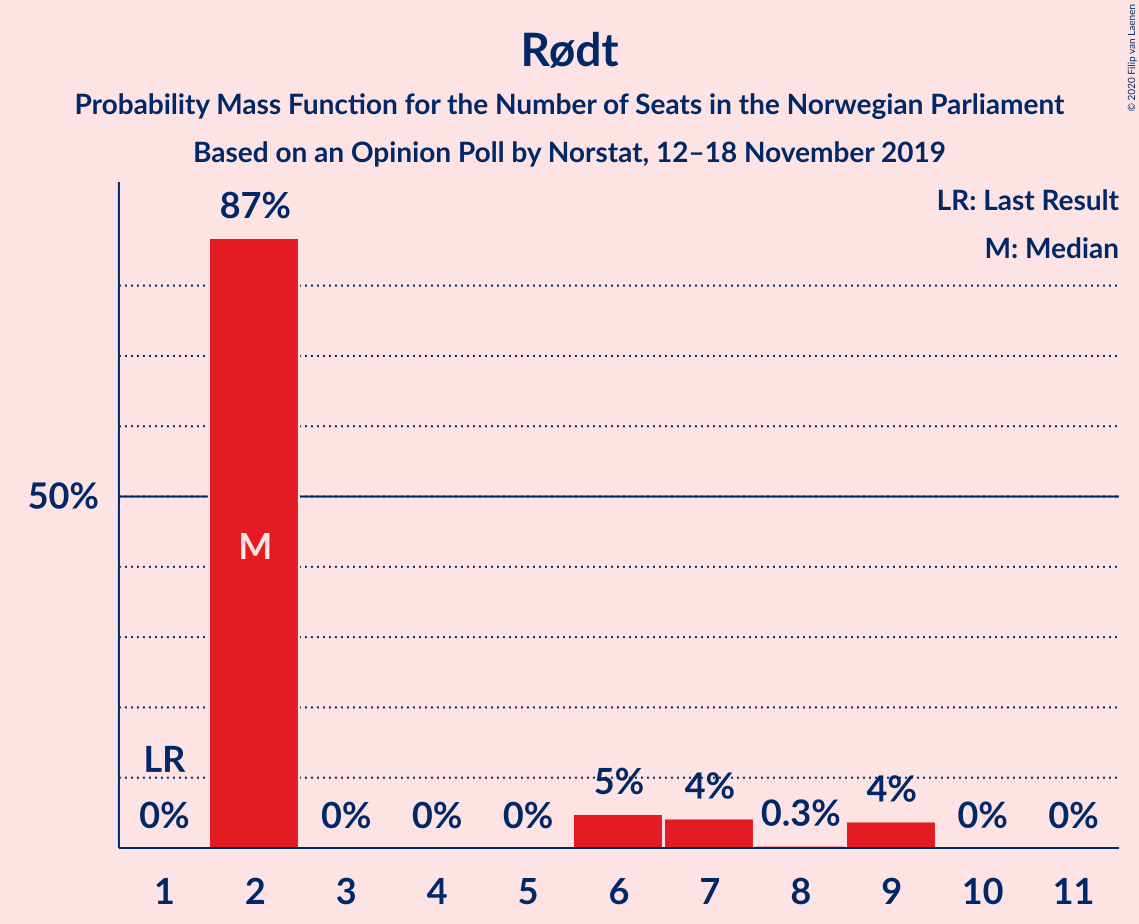 Rødt
Probability Mass Function for the Number of Seats in the Norwegian Parliament
Based on an Opinion Poll by Norstat, 12–18 November 2019
© 2020 Filip van Laenen
LR: Last Result
M: Median
87%
50%
M
LR
0% 0% 0% 0% 5% 4% 0.3% 4% 0% 0%
1 2 3 4 5 6 7 8 9 10 11